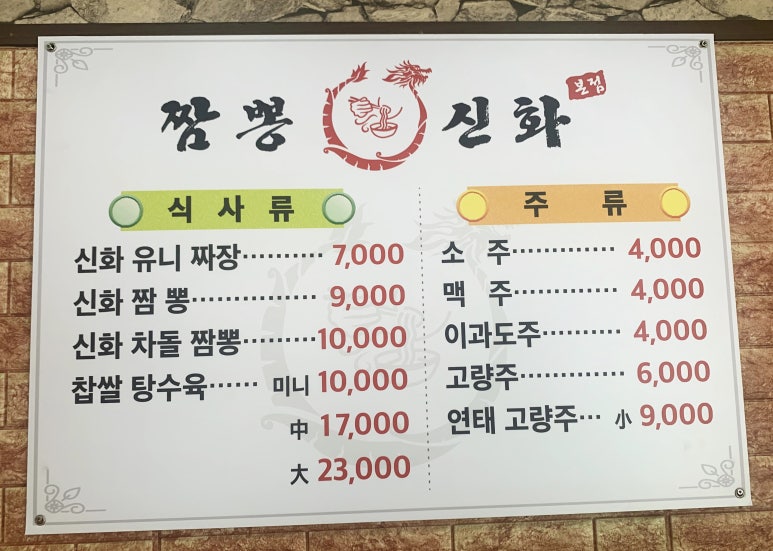 짬뽕 신화 본점
식사류
신화 유니 짜장·········· 7,000
신화 짬 뽕················ 9,000
신화 차돌 짬뽕··········10,000
찹쌀 탕수육······ 미니 10,000
中 17,000
大 23,000
주 류
소 주············· 4,000
맥 주············· 4,000
이과도주·········· 4,000
고량주············· 6,000
연태 고량주··· 小 9,000